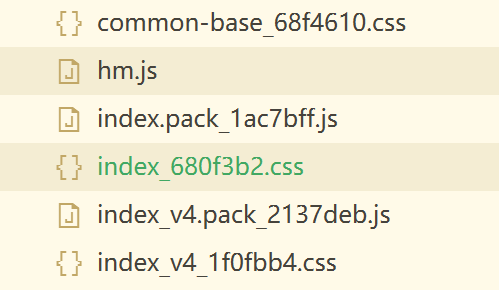 common-base_68f4610.css
hm.js
index.pack_1ac7bff.js
index_680f3b2.css
index_v4.pack_2137deb.js
index_v4_1f0fbb4.css